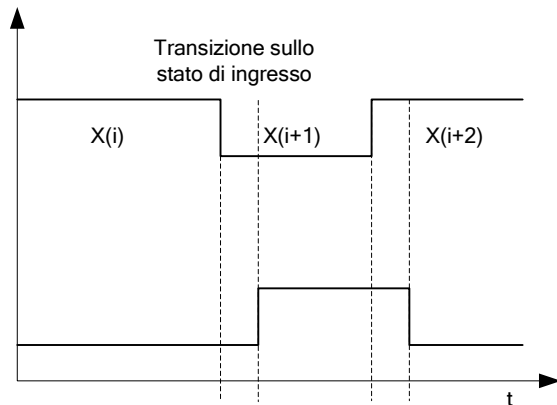 Transizione sullo
stato di ingresso
X(i)
X(i+1)
X(i+2)
t